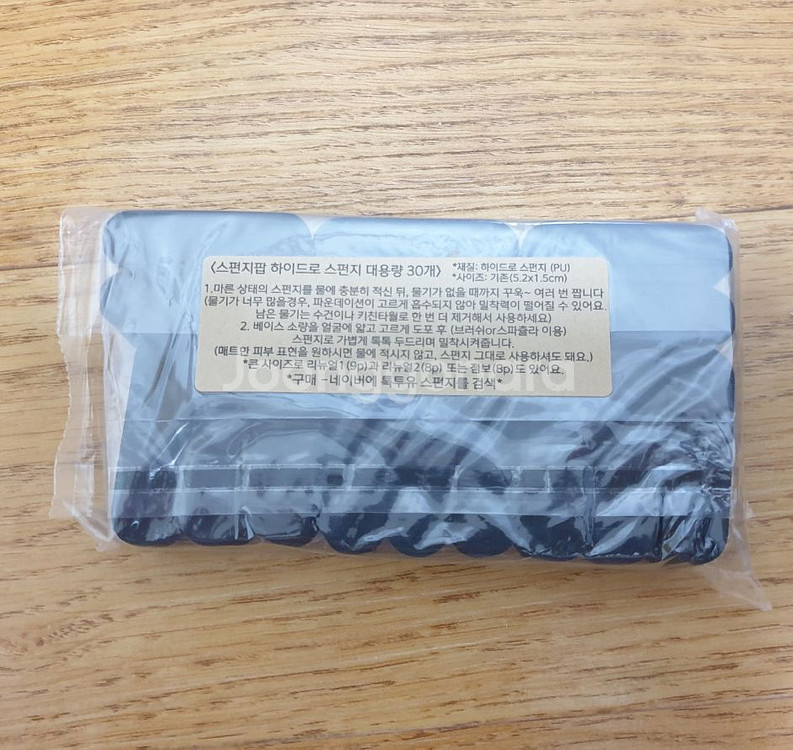 <스펀지팝 하이드로 스펀지 대용량 30개> *재질: 하이드로 스펀지 (PU)
*사이즈: 기존(5.2x1.5cm)
1.마른 상태의 스펀지를 물에 충분히 적신 뒤, 물기가 없을 때까지 꾸욱~ 여러 번 짭니다
(물기가 너무 많을경우, 파운데이션이 고르게 흡수되지 않아 밀착력이 떨어질 수 있어요.
남은 물기는 수건이나 키친타월로 한 번 더 제거해서 사용하세요)
2. 베이스 소량을 얼굴에 얇고 고르게 도포 후 (브러쉬or스파츌라 이용)
스펀지로 가볍게 톡톡 두드리며 밀착시켜줍니다.
(매트한 피부 표현을 원하시면 물에 적시지 않고, 스펀지 그대로 사용하셔도 돼요.)
*큰 사이즈로 리뉴얼1(9p)과 리뉴얼2(8p) 또는 점보(8p)도 있어요.
*구매 -네이버에 톡투유 스펀지를 검색*